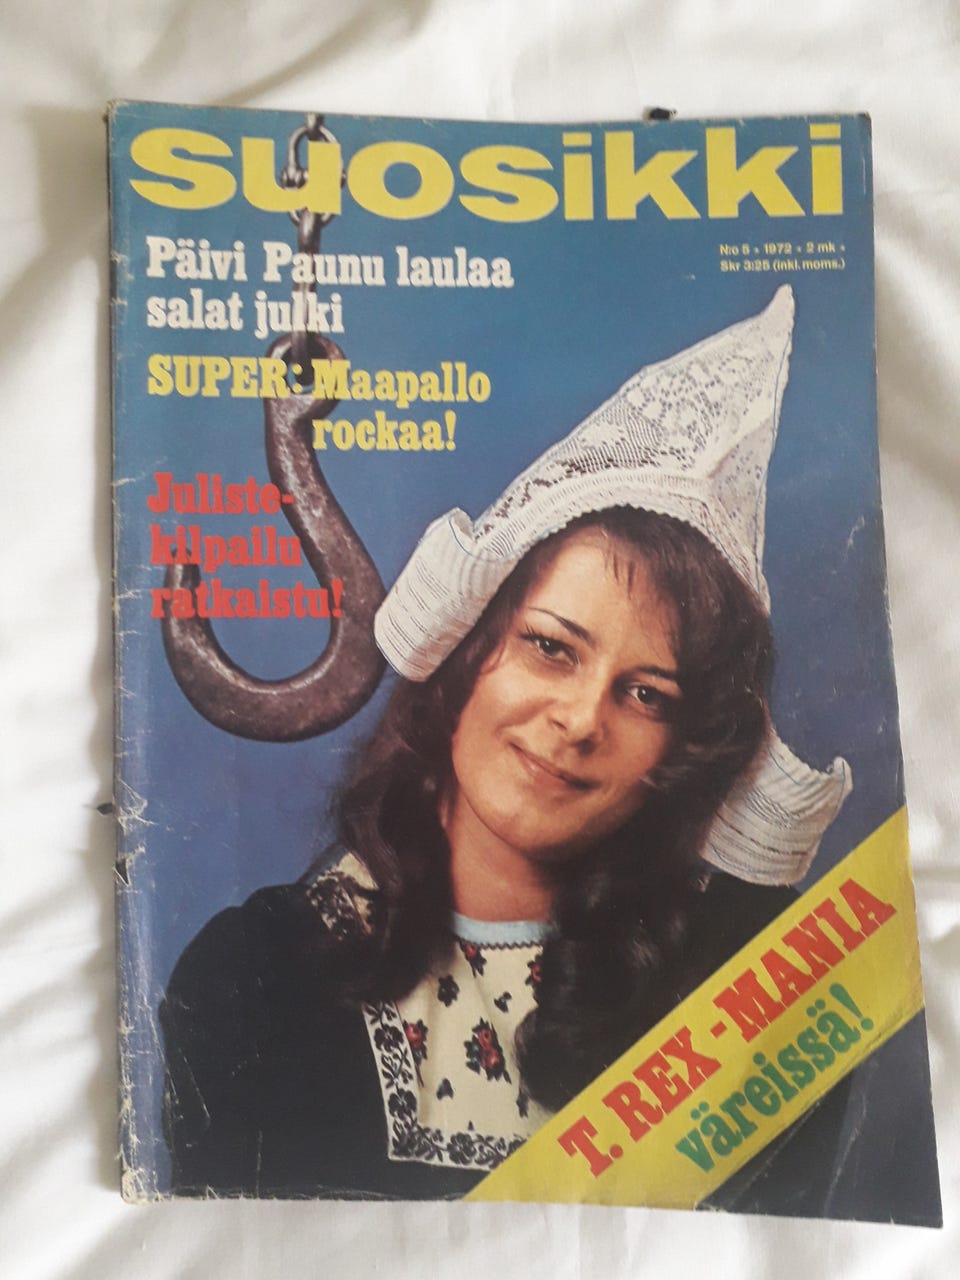 suosikki
N:o 5 • 1972 • 2 mk •
Skr 3:25 (inkl. moms.)
Päivi Paunu laulaa
salat julki
SUPER: Maapallo
rockaa!
Juliste-
kilpailu
ratkaistu!
T. REX-MANIA
väreissä!